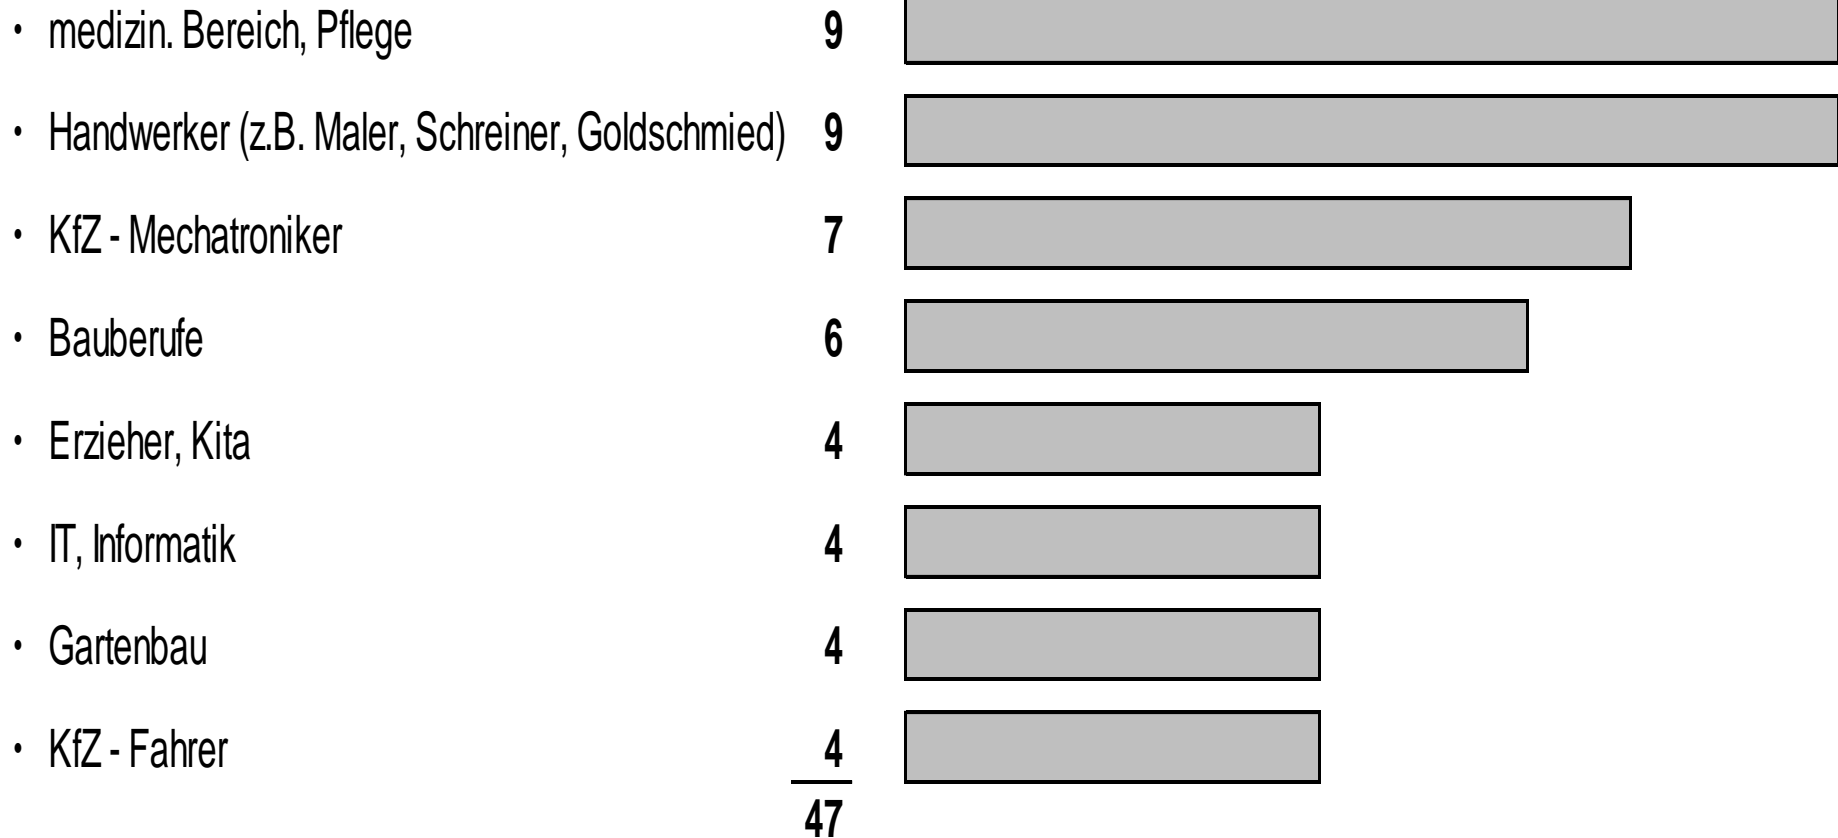 • medizin. Bereich, Pflege 9
• Handwerker (z.B. Maler, Schreiner, Goldschmied) 9
• KfZ - Mechatroniker 7
• Bauberufe 6
• Erzieher, Kita 4
• IT, Informatik 4
• Gartenbau 4
• KfZ - Fahrer 4
47